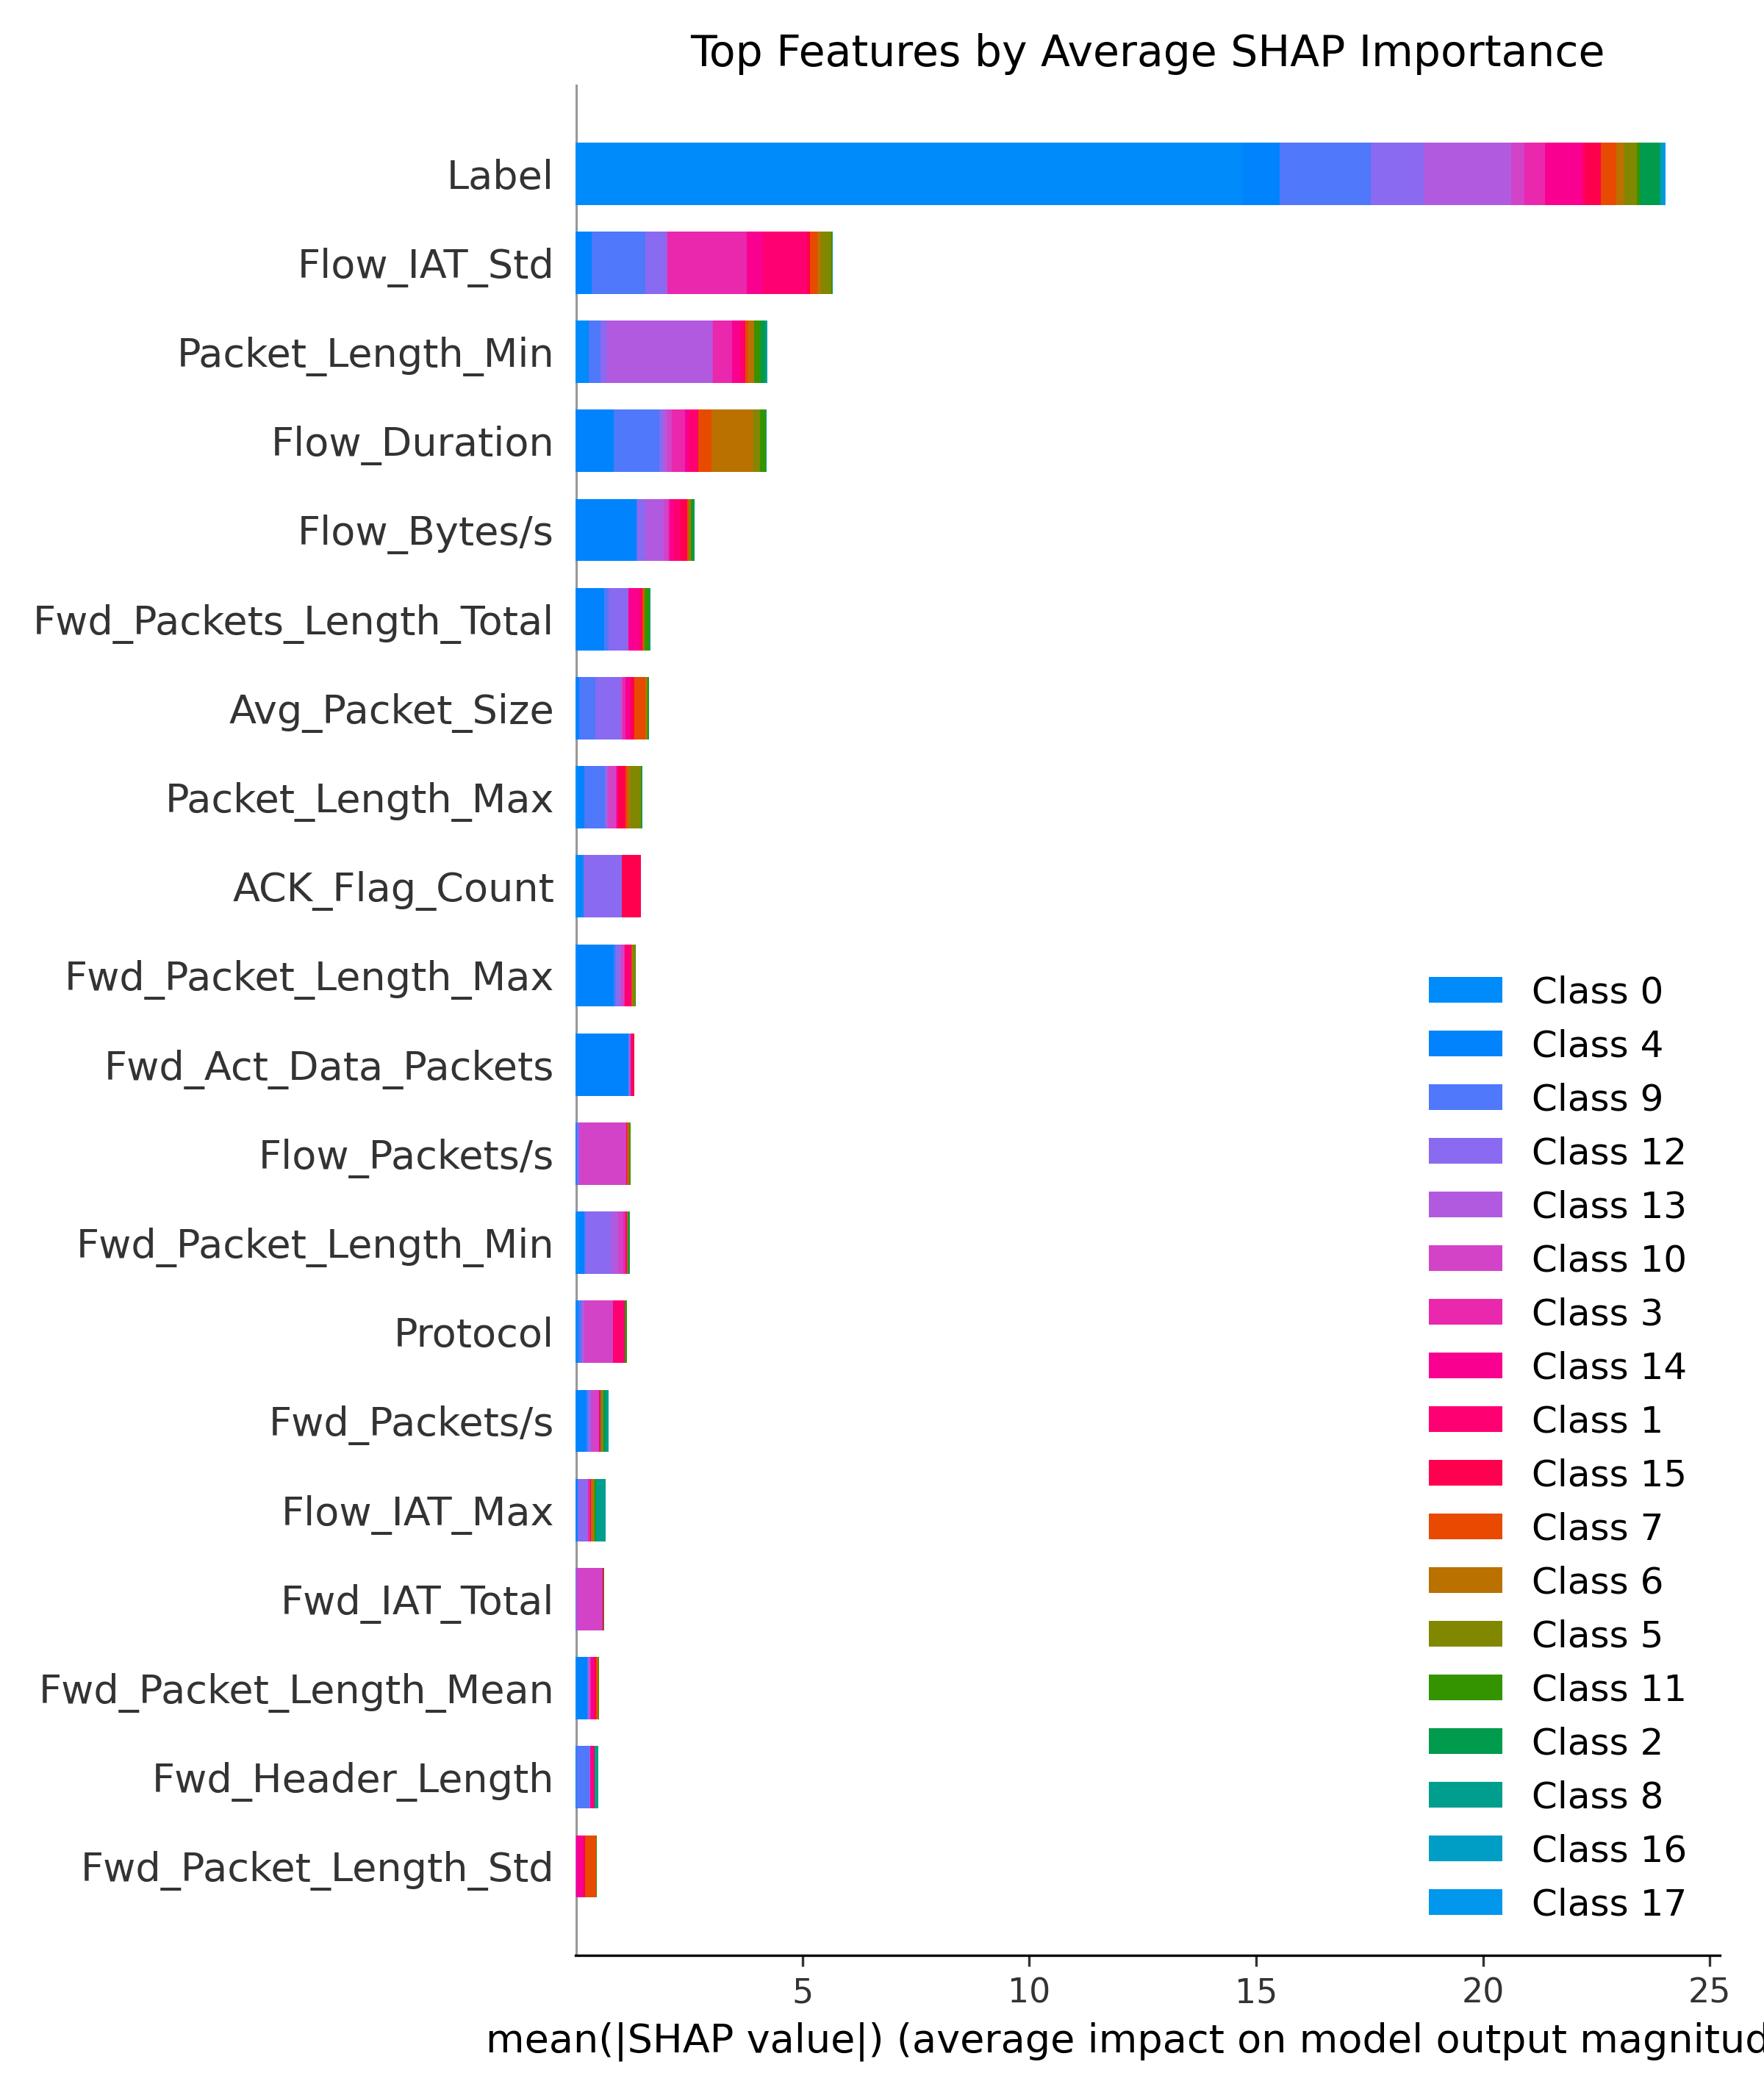 Top Features by Average SHAP Importance
Label
Flow_IAT_Std
Packet_Length_Min
Flow_Duration
Flow_Bytes/s
Fwd_Packets_Length_Total
Avg_Packet_Size
Packet_Length_Max
ACK_Flag_Count
Fwd_Packet_Length_Max
Fwd_Act_Data_Packets
Flow_Packets/s
Fwd_Packet_Length_Min
Protocol
Fwd_Packets/s
Flow_IAT_Max
Fwd_IAT_Total
Fwd_Packet_Length_Mean
Fwd_Header_Length
Fwd_Packet_Length_Std
Class 0
Class 4
Class 9
Class 12
Class 13
Class 10
Class 3
Class 14
Class 1
Class 15
Class 7
Class 6
Class 5
Class 11
Class 2
Class 8
Class 16
Class 17
5 10 15 20 25
mean(|SHAP value|) (average impact on model output magnitud